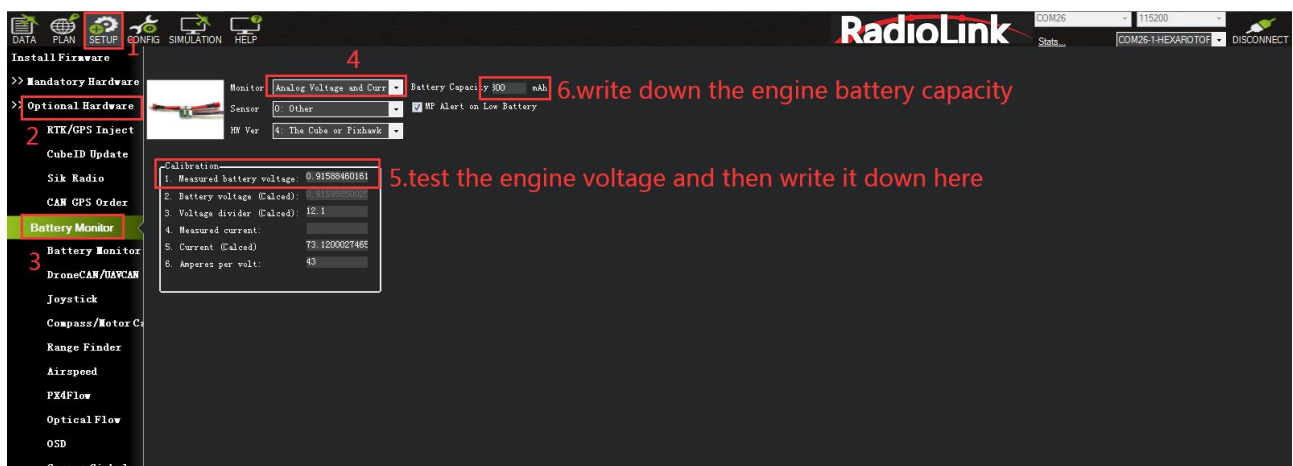 DATA PLAN SETUP CONFIG SIMULATION HELP
RadioLink
COM26 115200
Stats... COM26-1-HEXAROTOF DISCONNECT
1
Install Firmware
>> Mandatory Hardware
>> Optional Hardware
2
RTK/GPS Inject
CubeID Update
Sik Radio
CAN GPS Order
Battery Monitor
3
Battery Monitor
DroneCAN/UAVCAN
Joystick
Compass/Motor Ca
Range Finder
Airspeed
PX4Flow
Optical Flow
OSD
4
Monitor Analog Voltage and Curr Battery Capacity 300 mAh
6.write down the engine battery capacity
Sensor 0: Other MP Alert on Low Battery
HW Ver 4: The Cube or Pixhawk
Calibration
1. Measured battery voltage: 0.91588460161
5.test the engine voltage and then write it down here
2. Battery voltage (Calced): 0.91595850025
3. Voltage divider (Calced): 12.1
4. Measured current:
5. Current (Calced) 73.1200027465
6. Amperes per volt: 43